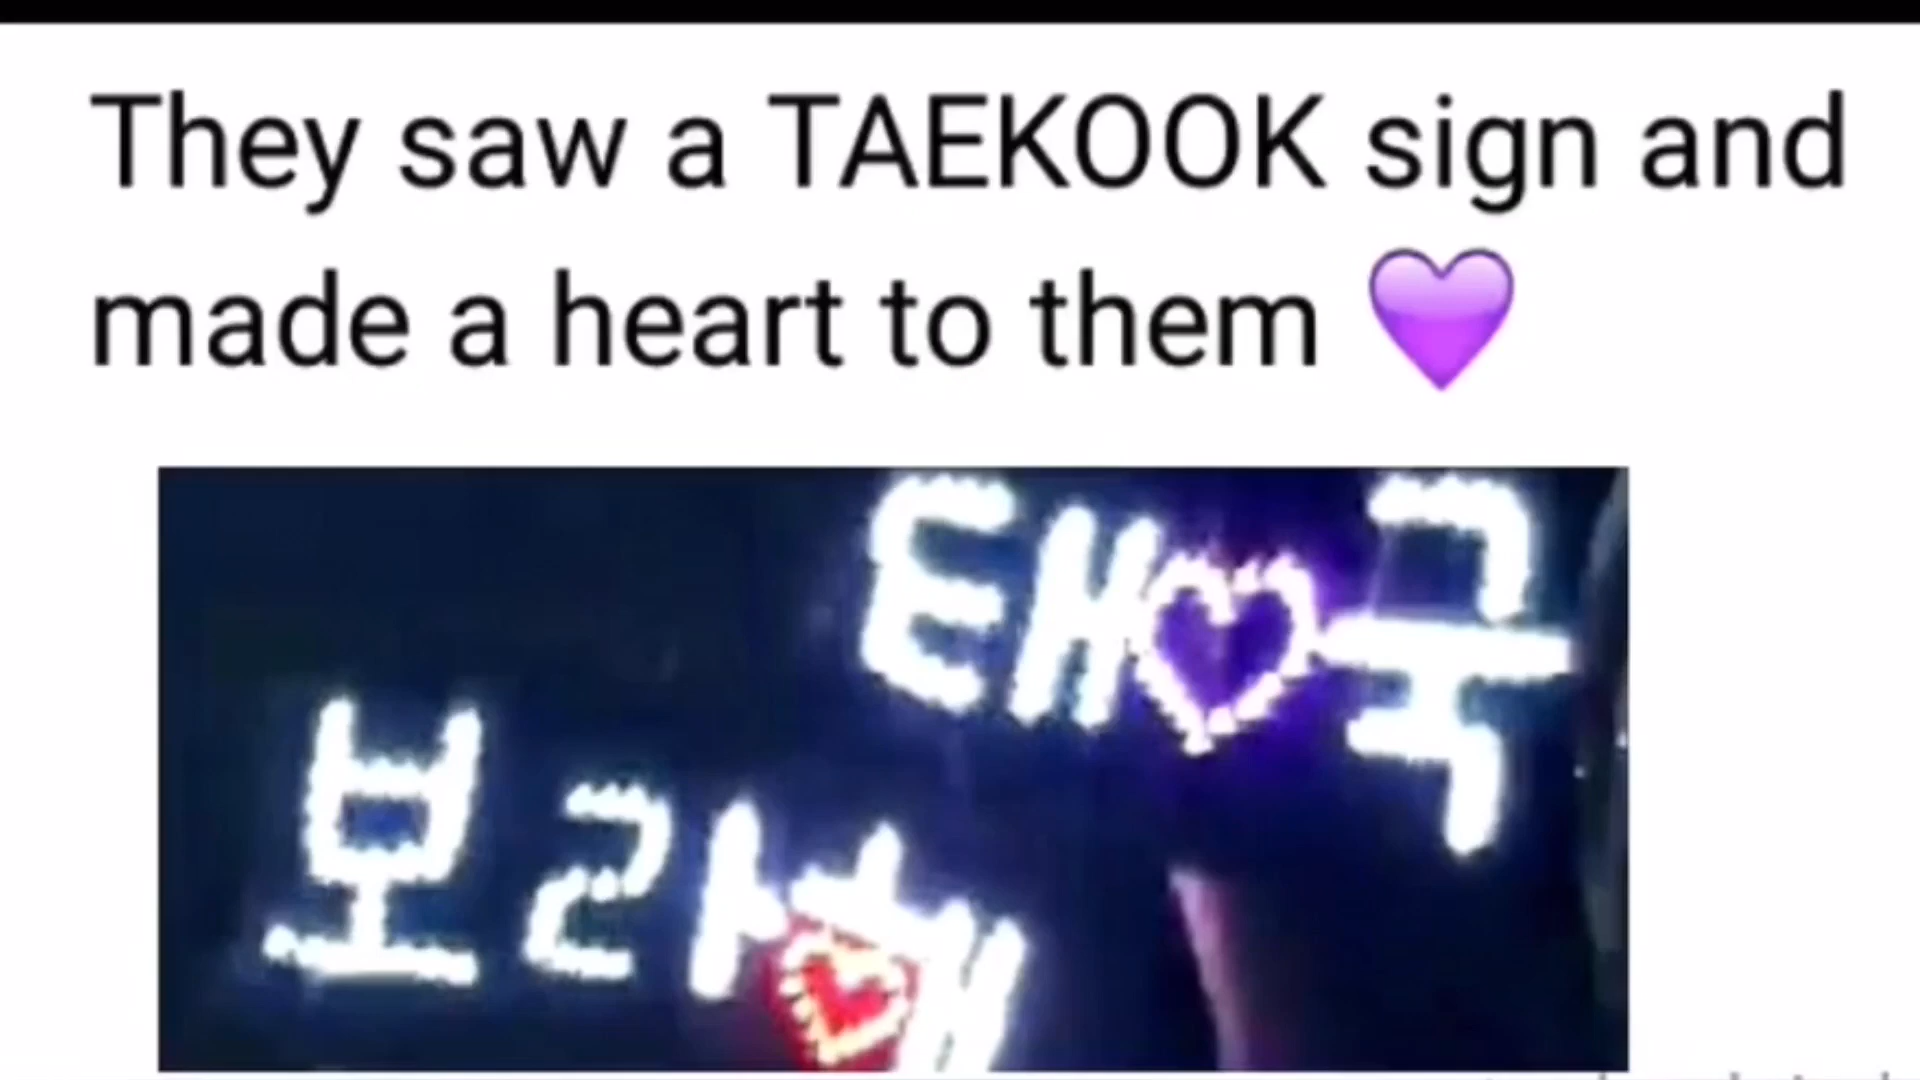 They saw a TAEKOOK sign and
made a heart to them 💜
태♡국
보라해